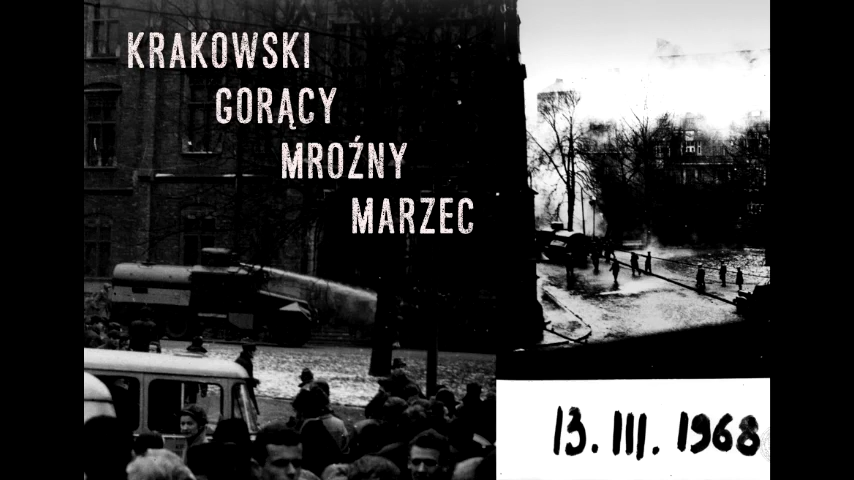 KRAKOWSKI
GORĄCY
MROŹNY
MARZEC
13. III. 1968